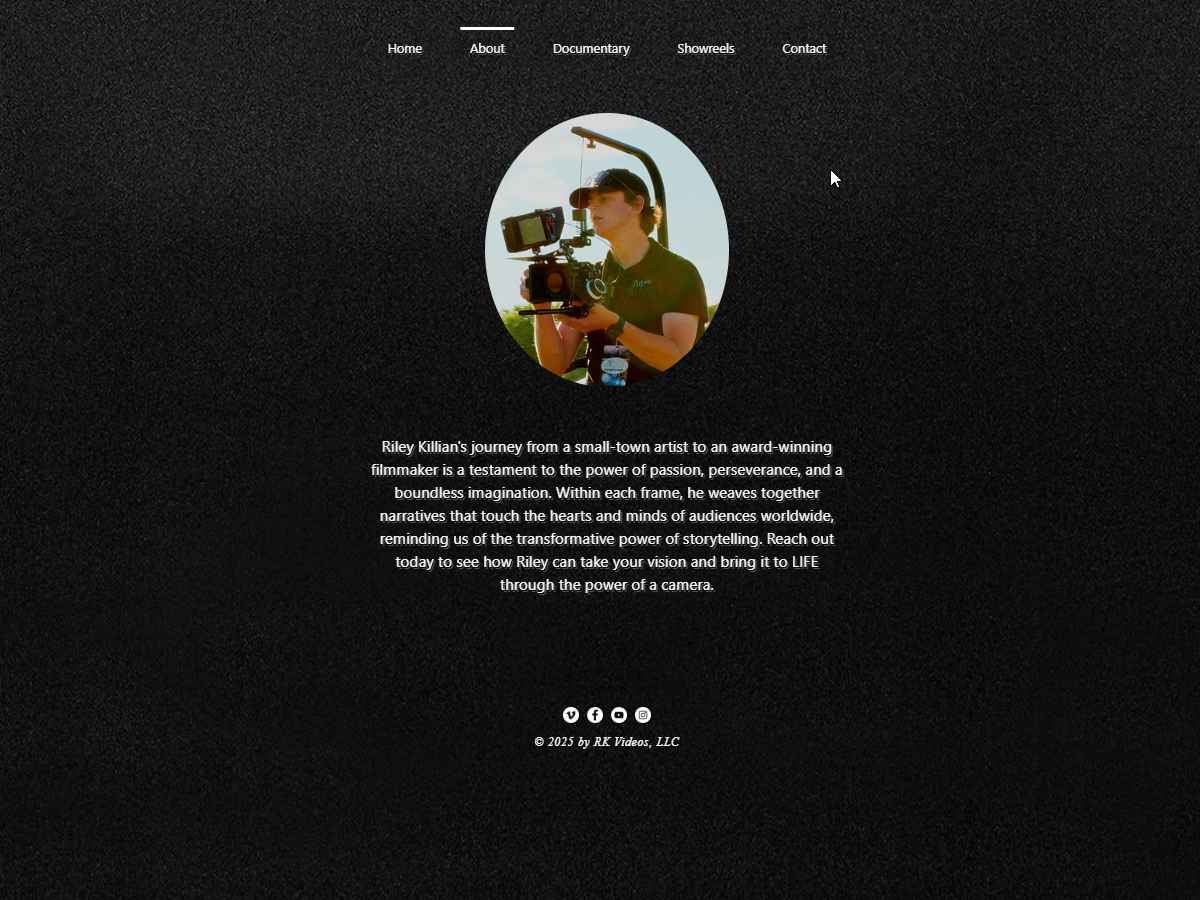 Home
About
Documentary
Showreels
Contact
Riley Killian's journey from a small-town artist to an award-winning
filmmaker is a testament to the power of passion, perseverance, and a
boundless imagination. Within each frame, he weaves together
narratives that touch the hearts and minds of audiences worldwide,
reminding us of the transformative power of storytelling. Reach out
today to see how Riley can take your vision and bring it to LIFE
through the power of a camera.
© 2025 by RK Videos, LLC